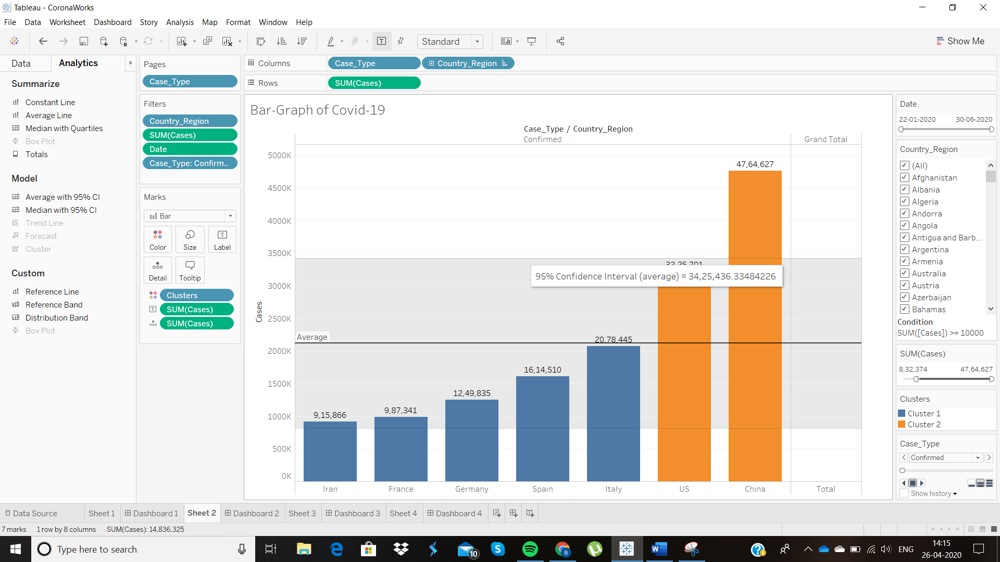 Tableau - CoronaWorks
File Data Worksheet Dashboard Story Analysis Map Format Window Help
Standard
Show Me
Data Analytics
Summarize
Constant Line
Average Line
Median with Quartiles
Box Plot
Totals
Model
Average with 95% CI
Median with 95% CI
Trend Line
Forecast
Cluster
Custom
Reference Line
Reference Band
Distribution Band
Box Plot
Pages
Case_Type
Filters
Country_Region
SUM(Cases)
Date
Case_Type: Confirm..
Marks
Bar
Color Size Label
Detail Tooltip
Clusters
SUM(Cases)
SUM(Cases)
Columns Case_Type Country_Region
Rows SUM(Cases)
Bar-Graph of Covid-19
Case_Type / Country_Region
Confirmed Grand Total
5000K
4500K
4000K
3500K
3000K
2500K
2000K
1500K
1000K
500K
0K
Cases
47,64,627
32,25,701
95% Confidence Interval (average) = 34,25,436.33484226
Average
20,78,445
16,14,510
12,49,835
9,87,341
9,15,866
Iran France Germany Spain Italy US China Total
Date
22-01-2020 30-06-2020
Country_Region
(All)
Afghanistan
Albania
Algeria
Andorra
Angola
Antigua and Barb...
Argentina
Armenia
Australia
Austria
Azerbaijan
Bahamas
Condition
SUM([Cases]) >= 10000
SUM(Cases)
8,32,374 47,64,627
Clusters
Cluster 1
Cluster 2
Case_Type
Confirmed
Show history
Data Source Sheet 1 Dashboard 1 Sheet 2 Dashboard 2 Sheet 3 Dashboard 3 Sheet 4 Dashboard 4
7 marks 1 row by 8 columns SUM(Cases): 14,836,325
Type here to search
10
B
ENG
14:15
26-04-2020